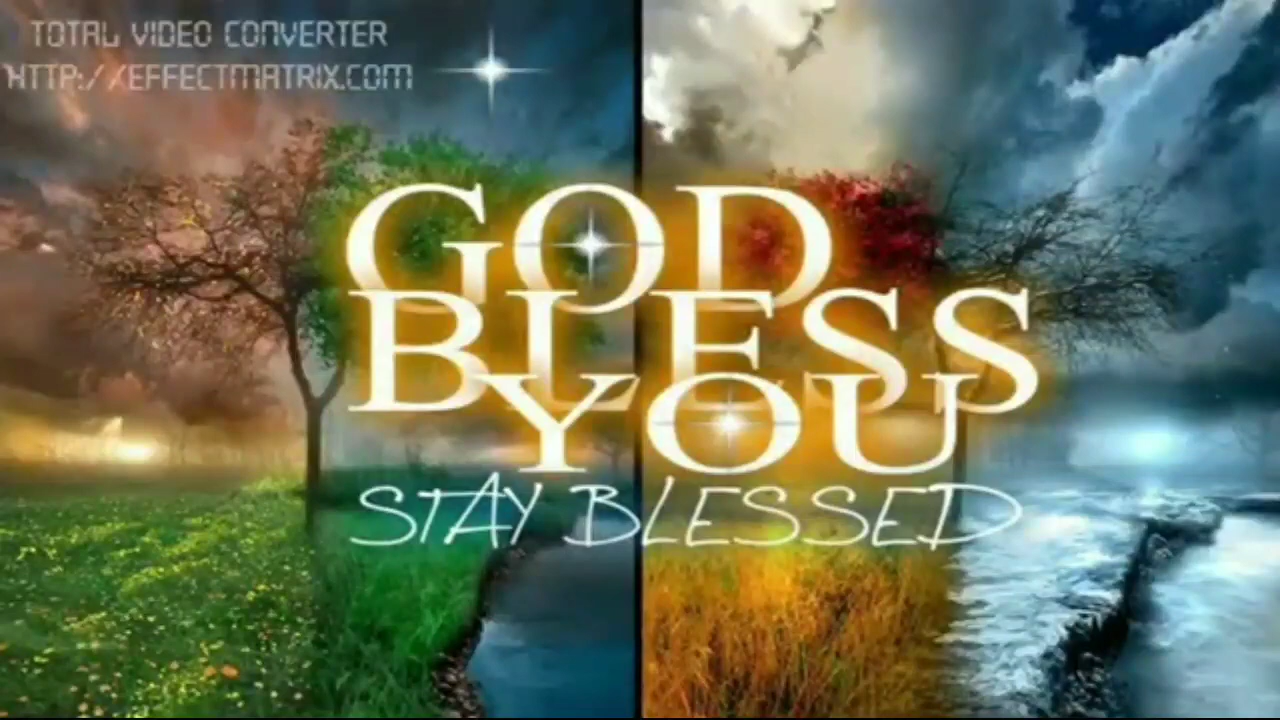 TOTAL VIDEO CONVERTER
HTTP://EFFECTMATRIX.COM
GOD
BLESS
YOU
STAY BLESSED